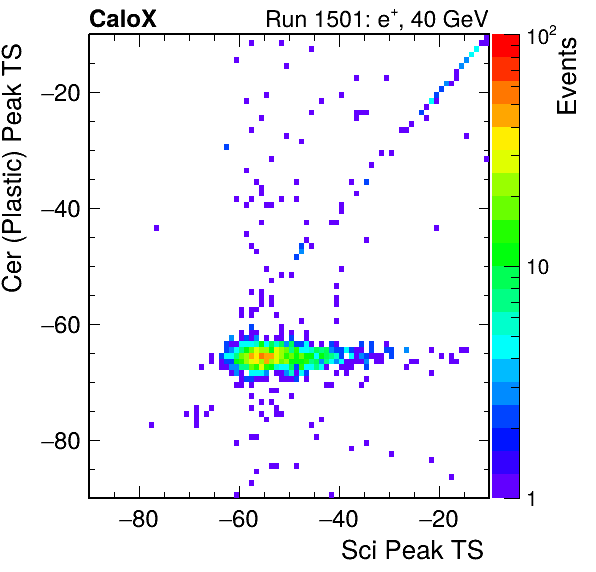 CaloX Run 1501: e⁺, 40 GeV
Cer (Plastic) Peak TS
−20
−40
−60
−80
−80 −60 −40 −20
Sci Peak TS
10²
10
1
Events